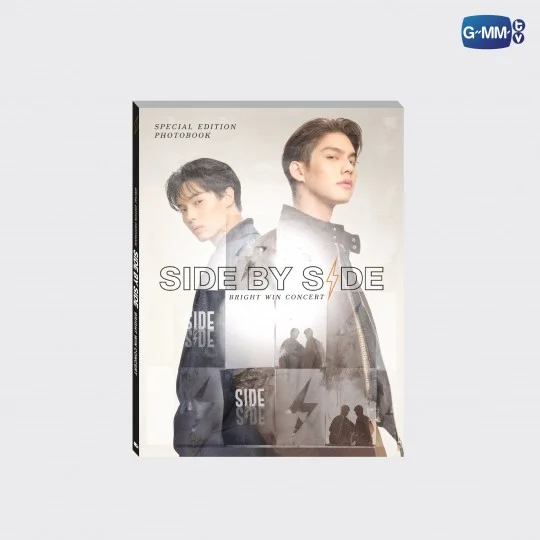 GMM
tv
SPECIAL EDITION
PHOTOBOOK
SIDE BY SIDE
BRIGHT WIN CONCERT
SIDE
SIDE
SIDE
SIDE
SIDE BY SIDE BRIGHT WIN CONCERT